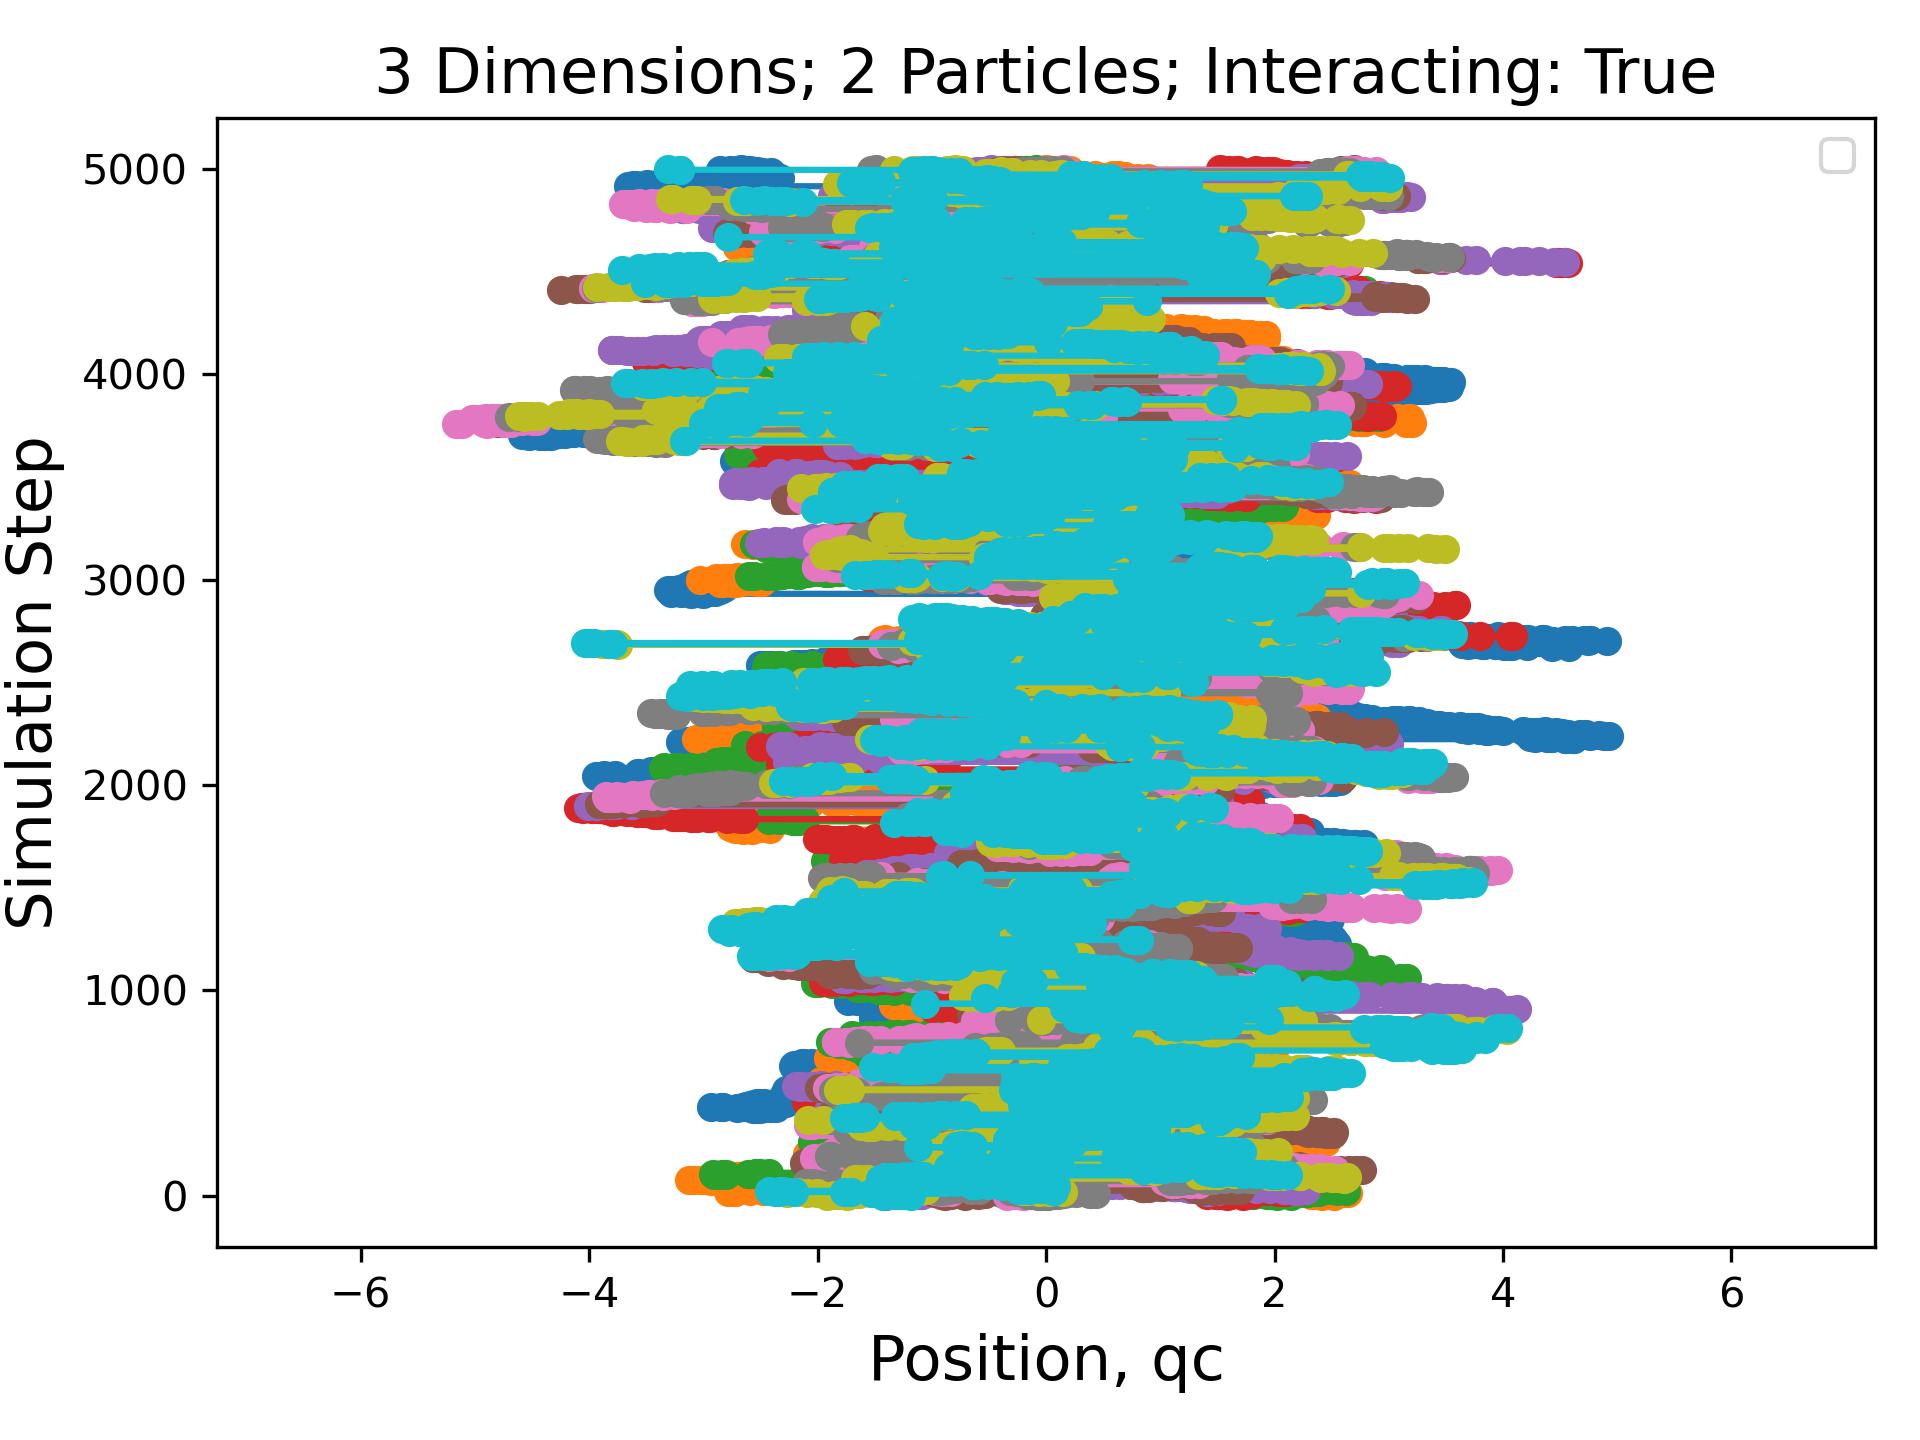 3 Dimensions; 2 Particles; Interacting: True
Simulation Step
5000
4000
3000
2000
1000
0
−6 −4 −2 0 2 4 6
Position, qc